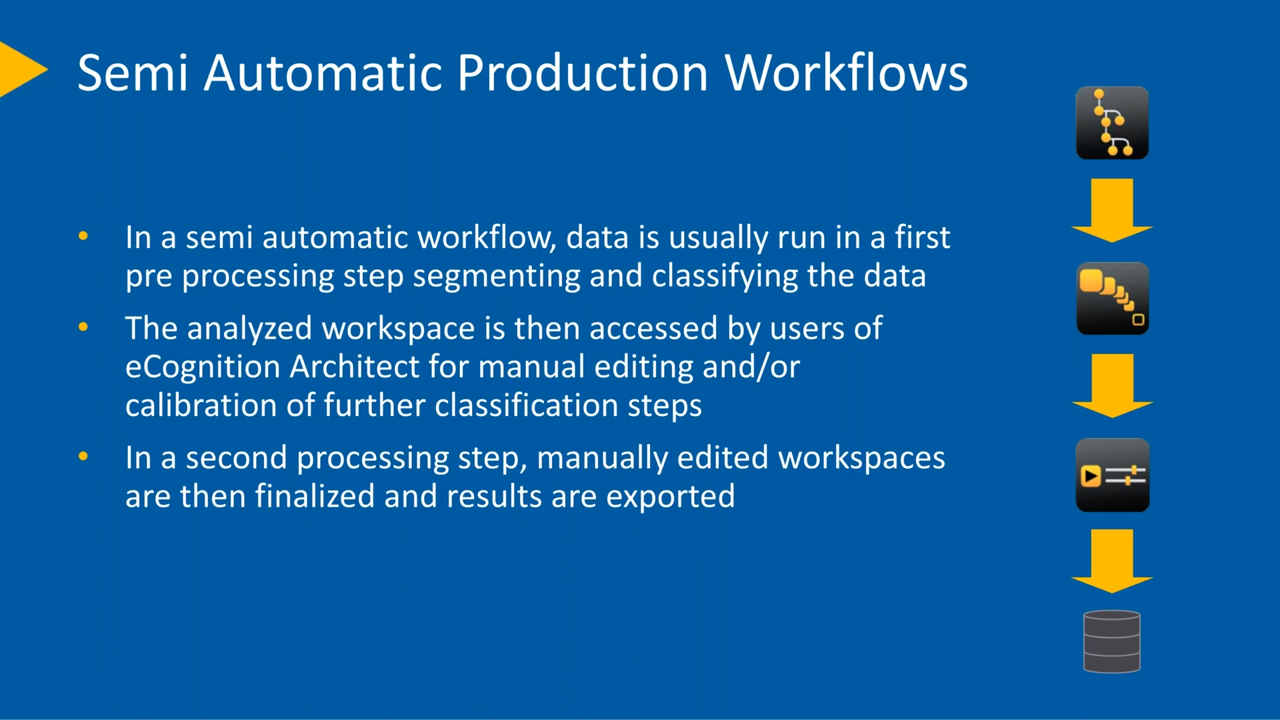 Semi Automatic Production Workflows
• In a semi automatic workflow, data is usually run in a first
pre processing step segmenting and classifying the data
• The analyzed workspace is then accessed by users of
eCognition Architect for manual editing and/or
calibration of further classification steps
• In a second processing step, manually edited workspaces
are then finalized and results are exported